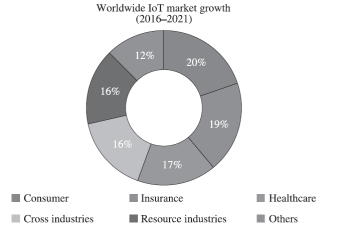 Worldwide IoT market growth
(2016–2021)
12%
20%
16%
19%
16%
17%
Consumer
Insurance
Healthcare
Cross industries
Resource industries
Others